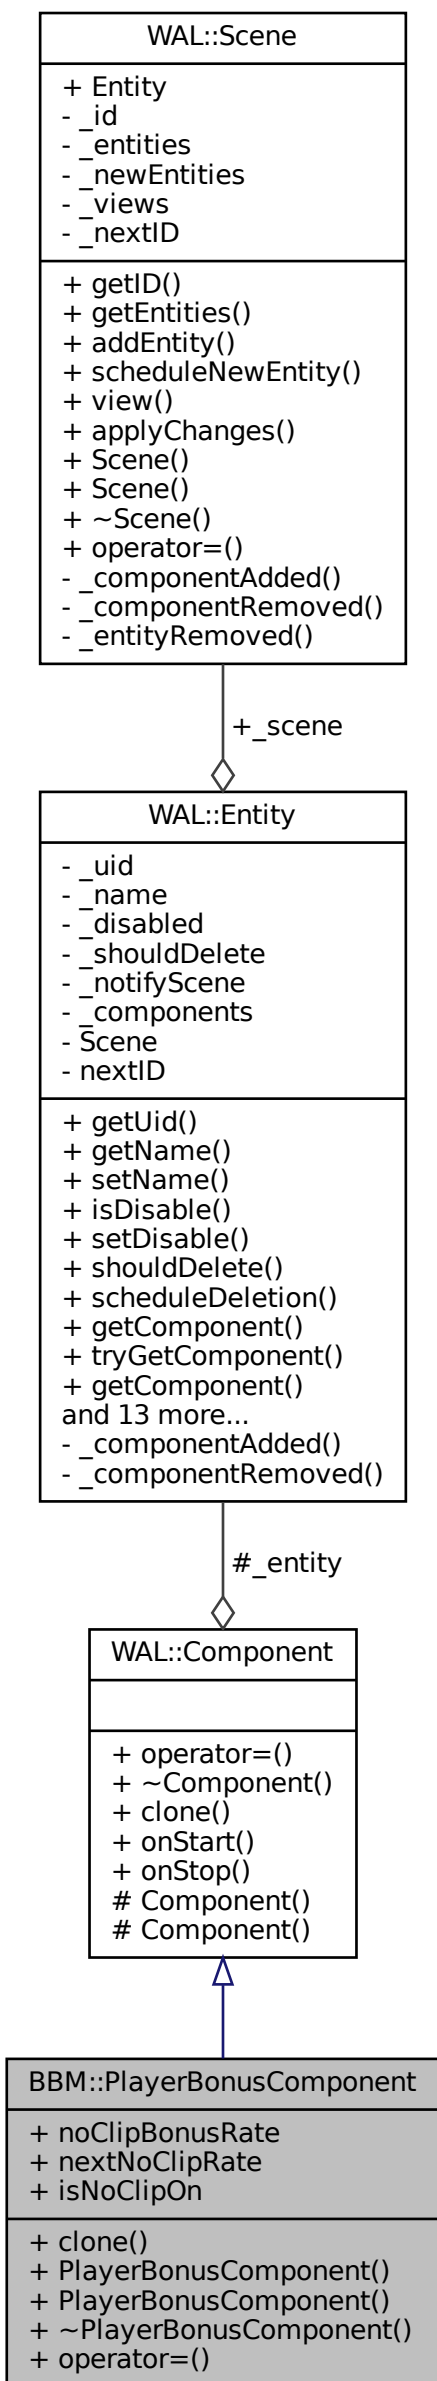 WAL::Scene
+ Entity
- _id
- _entities
- _newEntities
- _views
- _nextID
+ getID()
+ getEntities()
+ addEntity()
+ scheduleNewEntity()
+ view()
+ applyChanges()
+ Scene()
+ Scene()
+ ~Scene()
+ operator=()
- _componentAdded()
- _componentRemoved()
- _entityRemoved()
+_scene
WAL::Entity
- _uid
- _name
- _disabled
- _shouldDelete
- _notifyScene
- _components
- Scene
- nextID
+ getUid()
+ getName()
+ setName()
+ isDisable()
+ setDisable()
+ shouldDelete()
+ scheduleDeletion()
+ getComponent()
+ tryGetComponent()
+ getComponent()
and 13 more...
- _componentAdded()
- _componentRemoved()
#_entity
WAL::Component
+ operator=()
+ ~Component()
+ clone()
+ onStart()
+ onStop()
# Component()
# Component()
BBM::PlayerBonusComponent
+ noClipBonusRate
+ nextNoClipRate
+ isNoClipOn
+ clone()
+ PlayerBonusComponent()
+ PlayerBonusComponent()
+ ~PlayerBonusComponent()
+ operator=()